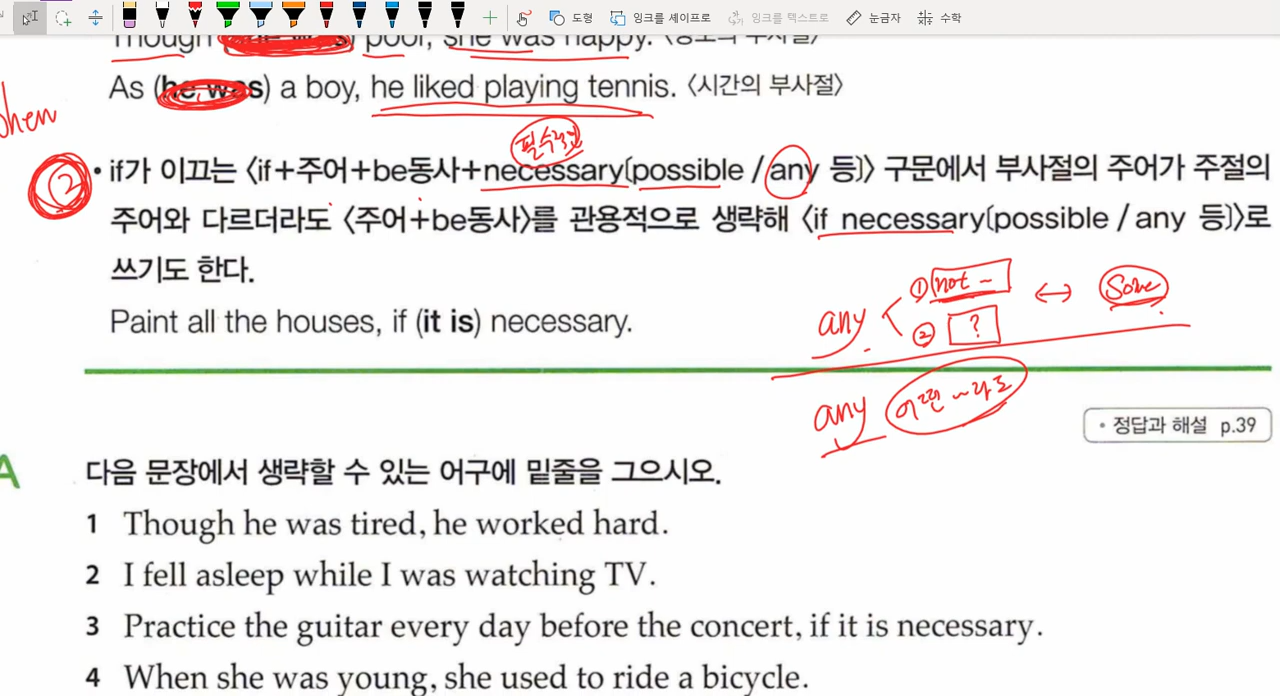 도형 잉크를 셰이프로 잉크를 텍스트로 눈금자 수학
Though poor, she was happy.
As (he was) a boy, he liked playing tennis. 〈시간의 부사절〉
필수적인
② • if가 이끄는 〈if+주어+be동사+necessary(possible / any 등)〉 구문에서 부사절의 주어가 주절의
주어와 다르더라도 〈주어+be동사〉를 관용적으로 생략해 〈if necessary(possible / any 등)〉로
쓰기도 한다.
Paint all the houses, if (it is) necessary.
any ① not ~ ↔ some
② ?
any 어떤 ~라도
• 정답과 해설 p.39
A 다음 문장에서 생략할 수 있는 어구에 밑줄을 그으시오.
1 Though he was tired, he worked hard.
2 I fell asleep while I was watching TV.
3 Practice the guitar every day before the concert, if it is necessary.
4 When she was young, she used to ride a bicycle.